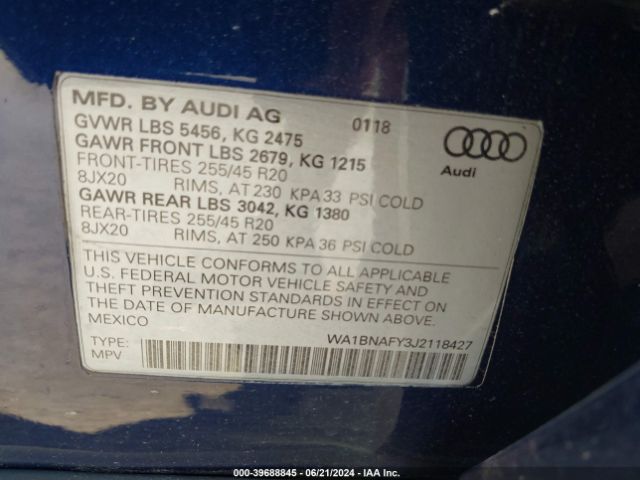 MFD. BY AUDI AG 0118
GVWR LBS 5456, KG 2475
GAWR FRONT LBS 2679, KG 1215
FRONT-TIRES 255/45 R20
8JX20 RIMS, AT 230 KPA 33 PSI COLD
GAWR REAR LBS 3042, KG 1380
REAR-TIRES 255/45 R20
8JX20 RIMS, AT 250 KPA 36 PSI COLD
Audi
THIS VEHICLE CONFORMS TO ALL APPLICABLE
U.S. FEDERAL MOTOR VEHICLE SAFETY AND
THEFT PREVENTION STANDARDS IN EFFECT ON
THE DATE OF MANUFACTURE SHOWN ABOVE.
MEXICO
WA1BNAFY3J2118427
TYPE:
MPV
000-39688845 - 06/21/2024 - IAA Inc.